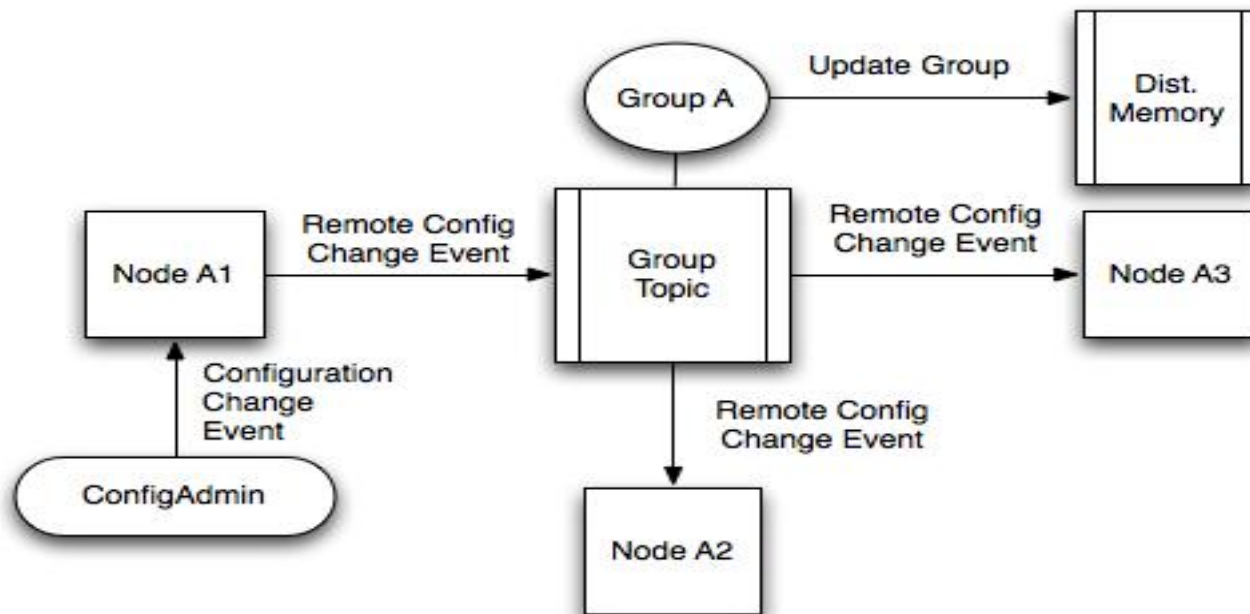 Update Group
Group A
Dist.
Memory
Remote Config
Change Event
Remote Config
Change Event
Node A1
Group
Topic
Node A3
Configuration
Change
Event
Remote Config
Change Event
ConfigAdmin
Node A2